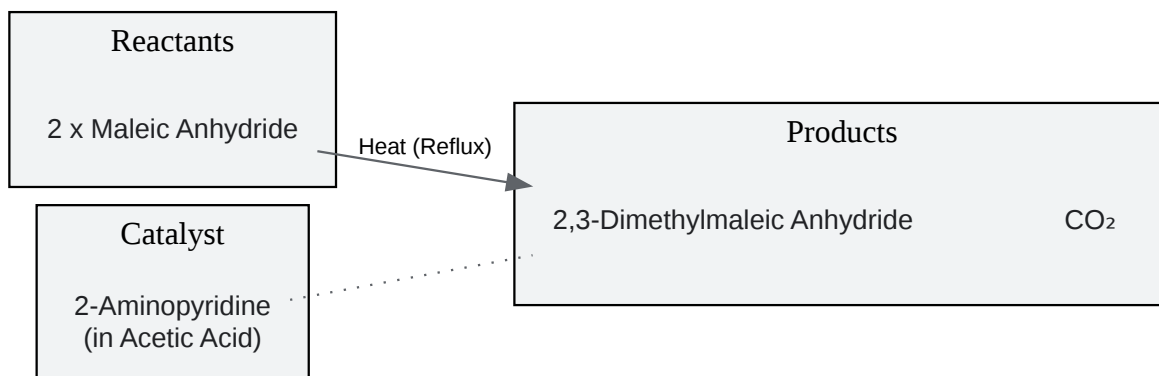 Reactants
2 x Maleic Anhydride
Heat (Reflux)
Products
2,3-Dimethylmaleic Anhydride
CO₂
Catalyst
2-Aminopyridine
(in Acetic Acid)